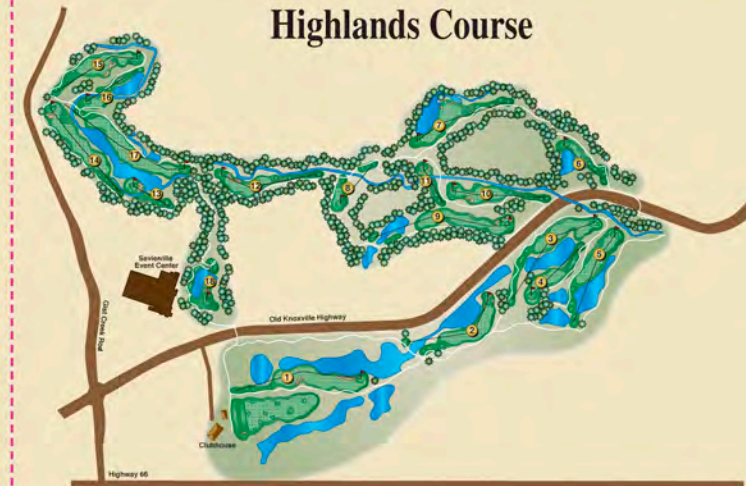 Highlands Course
15
16
7
17
14
6
8
11
12
10
13
9
3
Sevierville
Event Center
5
18
4
Gist Creek Road
Old Knoxville Highway
2
1
Clubhouse
Highway 66